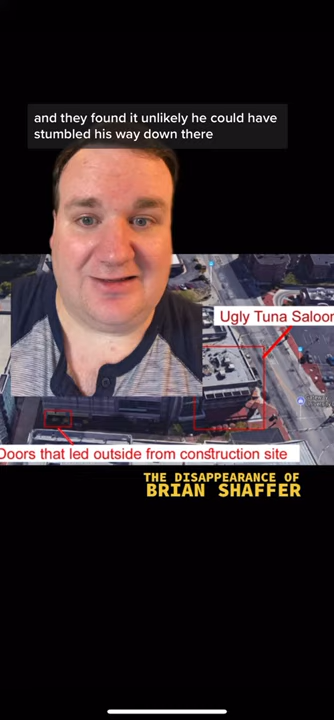 and they found it unlikely he could have
stumbled his way down there
Ugly Tuna Saloon
Doors that led outside from construction site
THE DISAPPEARANCE OF
BRIAN SHAFFER